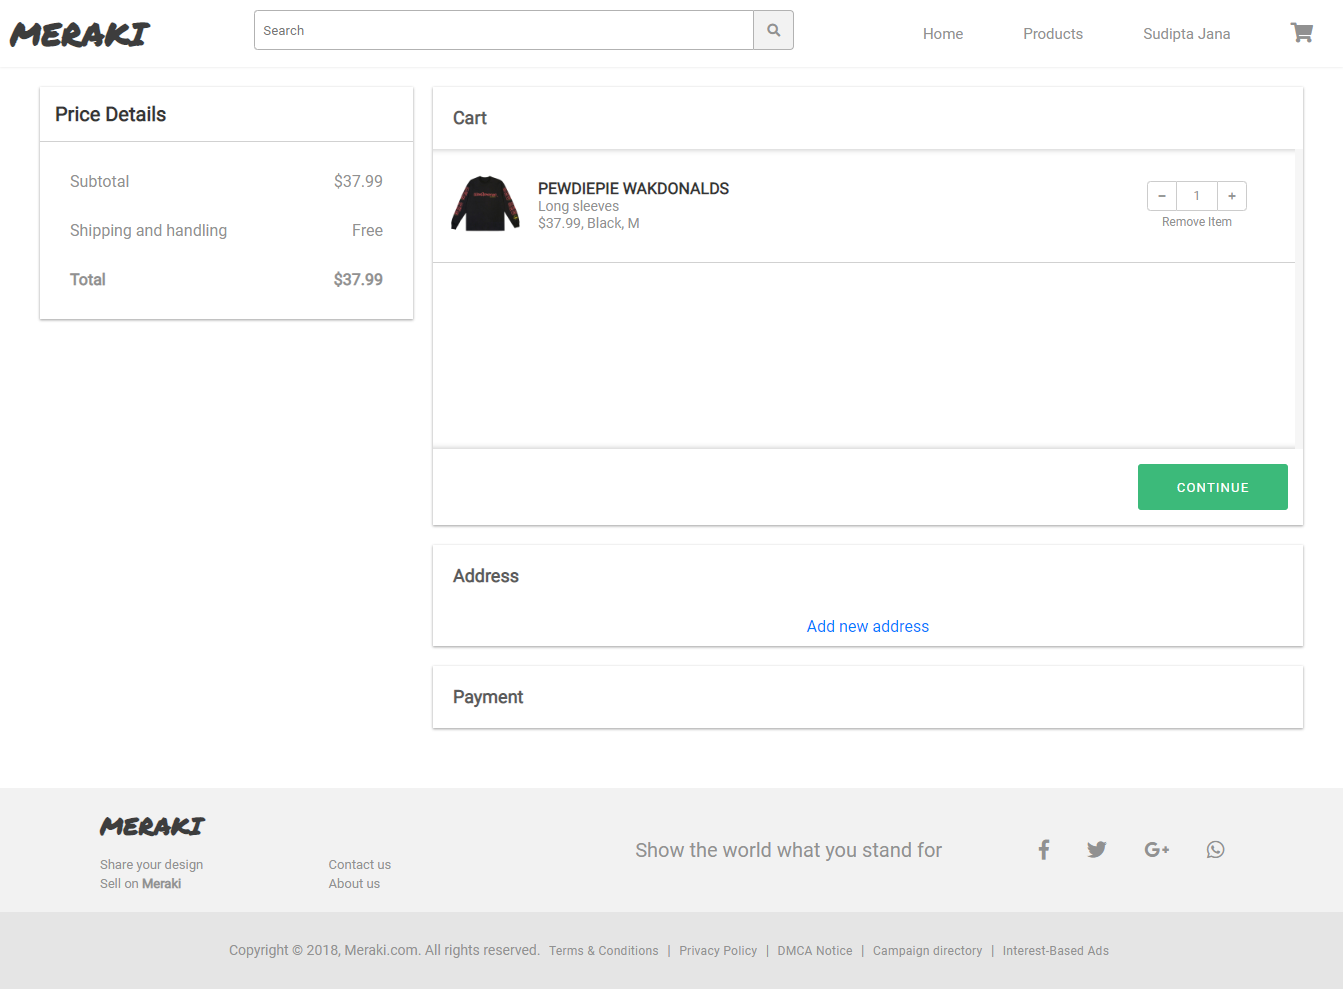 MERAKI
Search
Home
Products
Sudipta Jana
Price Details
Subtotal $37.99
Shipping and handling Free
Total $37.99
Cart
PEWDIEPIE WAKDONALDS
Long sleeves
$37.99, Black, M
− 1 +
Remove Item
CONTINUE
Address
Add new address
Payment
MERAKI
Share your design
Sell on Meraki
Contact us
About us
Show the world what you stand for
G+
Copyright © 2018, Meraki.com. All rights reserved. Terms & Conditions | Privacy Policy | DMCA Notice | Campaign directory | Interest-Based Ads